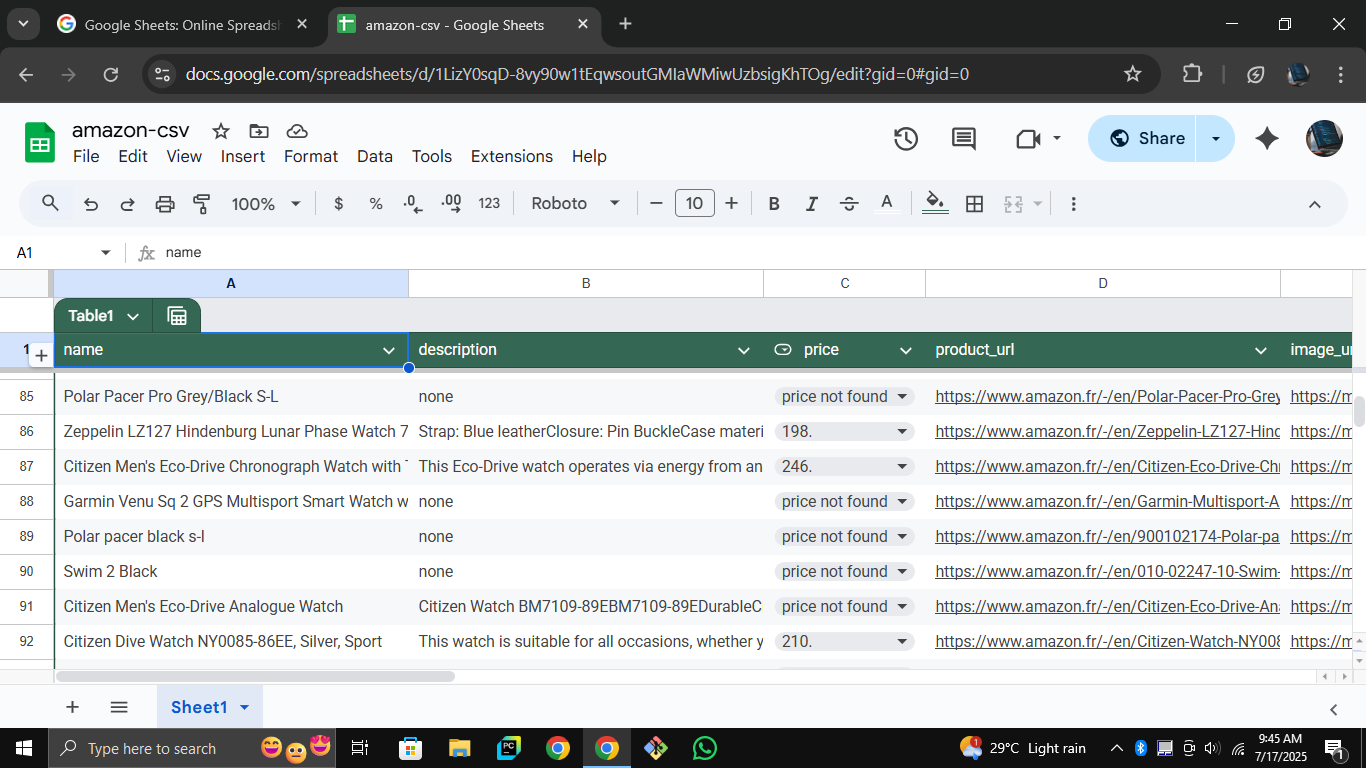 Google Sheets: Online Spreadsh
amazon-csv - Google Sheets
docs.google.com/spreadsheets/d/1LizY0sqD-8vy90w1tEqwsoutGMIaWMiwUzbsigKhTOg/edit?gid=0#gid=0
amazon-csv
File Edit View Insert Format Data Tools Extensions Help
Share
100% $ % .0 .00 123 Roboto 10 B I S A
A1 fx name
A B C D
Table1
1 name description price product_url image_ur
85 Polar Pacer Pro Grey/Black S-L none price not found https://www.amazon.fr/-/en/Polar-Pacer-Pro-Grey https://m
86 Zeppelin LZ127 Hindenburg Lunar Phase Watch 7 Strap: Blue leatherClosure: Pin BuckleCase materi 198. https://www.amazon.fr/-/en/Zeppelin-LZ127-Hind https://m
87 Citizen Men's Eco-Drive Chronograph Watch with This Eco-Drive watch operates via energy from an 246. https://www.amazon.fr/-/en/Citizen-Eco-Drive-Chr https://m
88 Garmin Venu Sq 2 GPS Multisport Smart Watch w none price not found https://www.amazon.fr/-/en/Garmin-Multisport-A https://m
89 Polar pacer black s-l none price not found https://www.amazon.fr/-/en/900102174-Polar-pa https://m
90 Swim 2 Black none price not found https://www.amazon.fr/-/en/010-02247-10-Swim- https://m
91 Citizen Men's Eco-Drive Analogue Watch Citizen Watch BM7109-89EBM7109-89EDurableC price not found https://www.amazon.fr/-/en/Citizen-Eco-Drive-An https://m
92 Citizen Dive Watch NY0085-86EE, Silver, Sport This watch is suitable for all occasions, whether y 210. https://www.amazon.fr/-/en/Citizen-Watch-NY008 https://m
Sheet1
Type here to search
PC
1
29°C Light rain
9:45 AM
7/17/2025
1